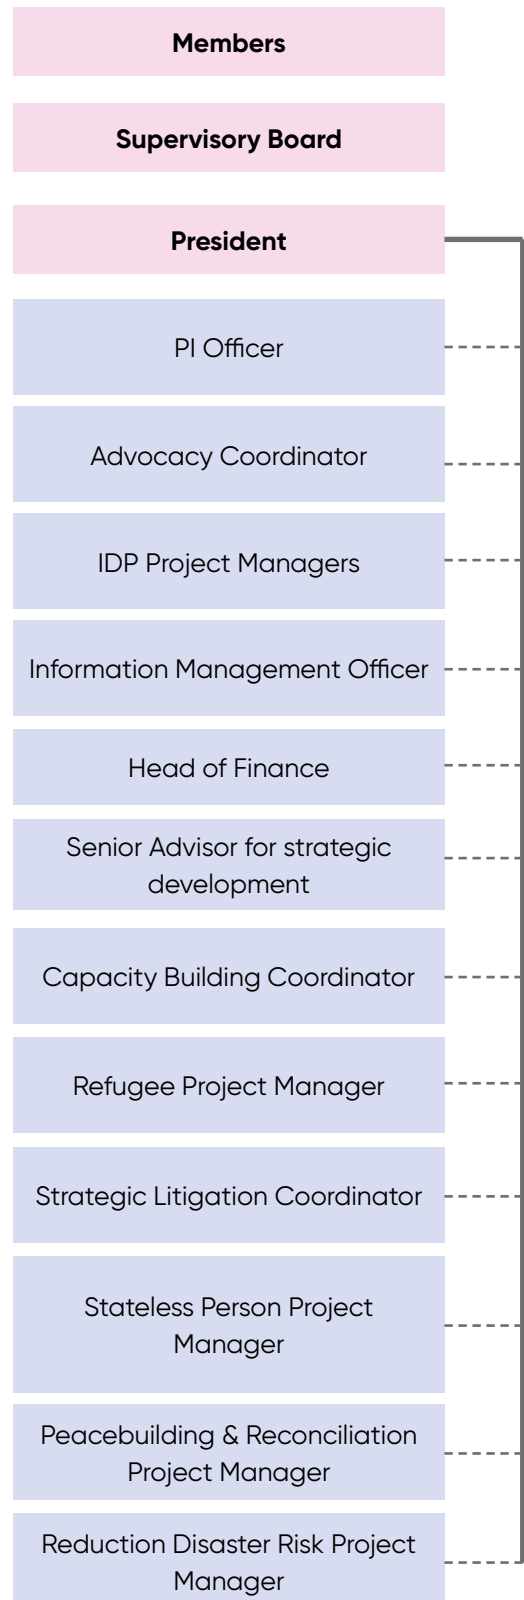 Members
Supervisory Board
President
PI Officer
Advocacy Coordinator
IDP Project Managers
Information Management Officer
Head of Finance
Senior Advisor for strategic
development
Capacity Building Coordinator
Refugee Project Manager
Strategic Litigation Coordinator
Stateless Person Project
Manager
Peacebuilding & Reconciliation
Project Manager
Reduction Disaster Risk Project
Manager